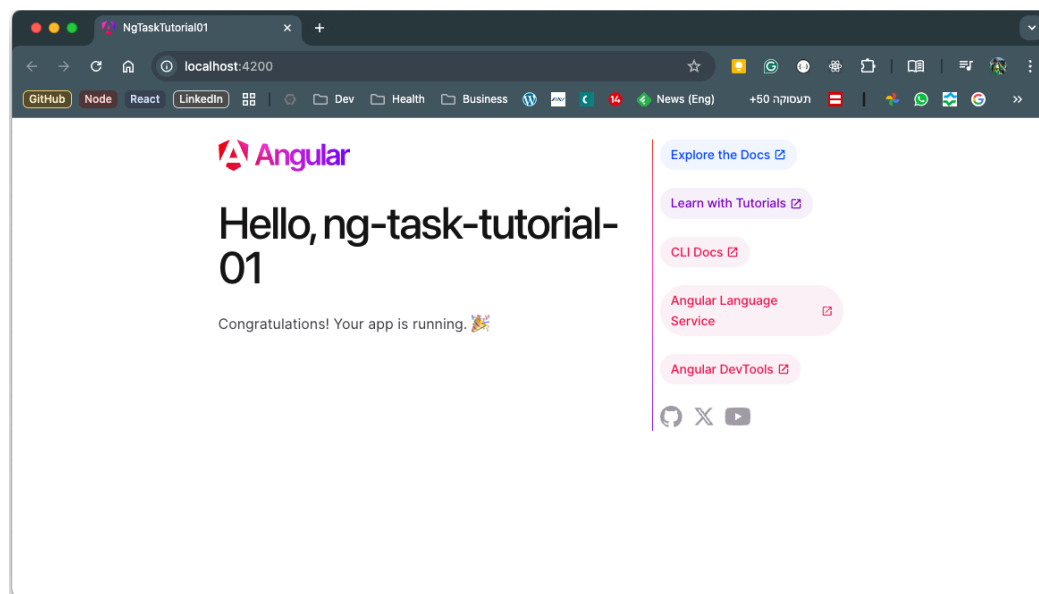 NgTaskTutorial01
localhost:4200
GitHub Node React LinkedIn Dev Health Business 14 News (Eng) תעסוקה 50+
Angular
Hello, ng-task-tutorial-
01
Congratulations! Your app is running. 🎉
Explore the Docs
Learn with Tutorials
CLI Docs
Angular Language
Service
Angular DevTools